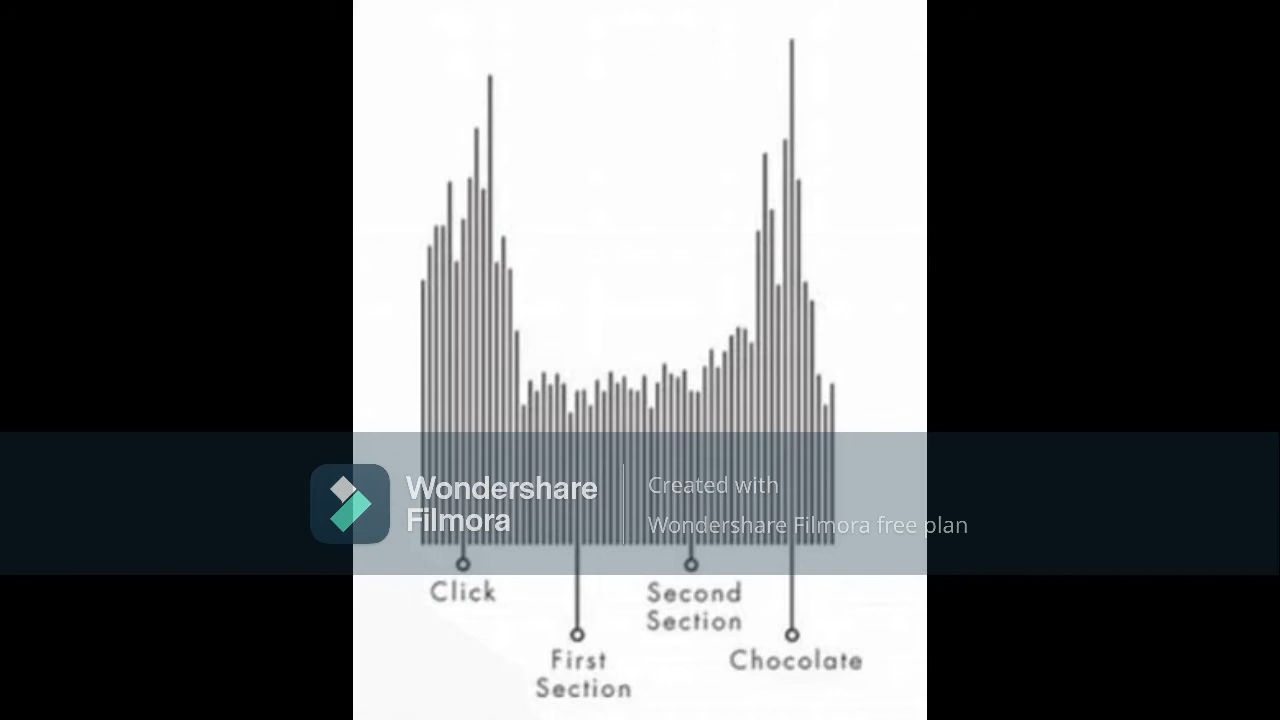 Wondershare
Filmora
Created with
Wondershare Filmora free plan
Click
First
Section
Second
Section
Chocolate